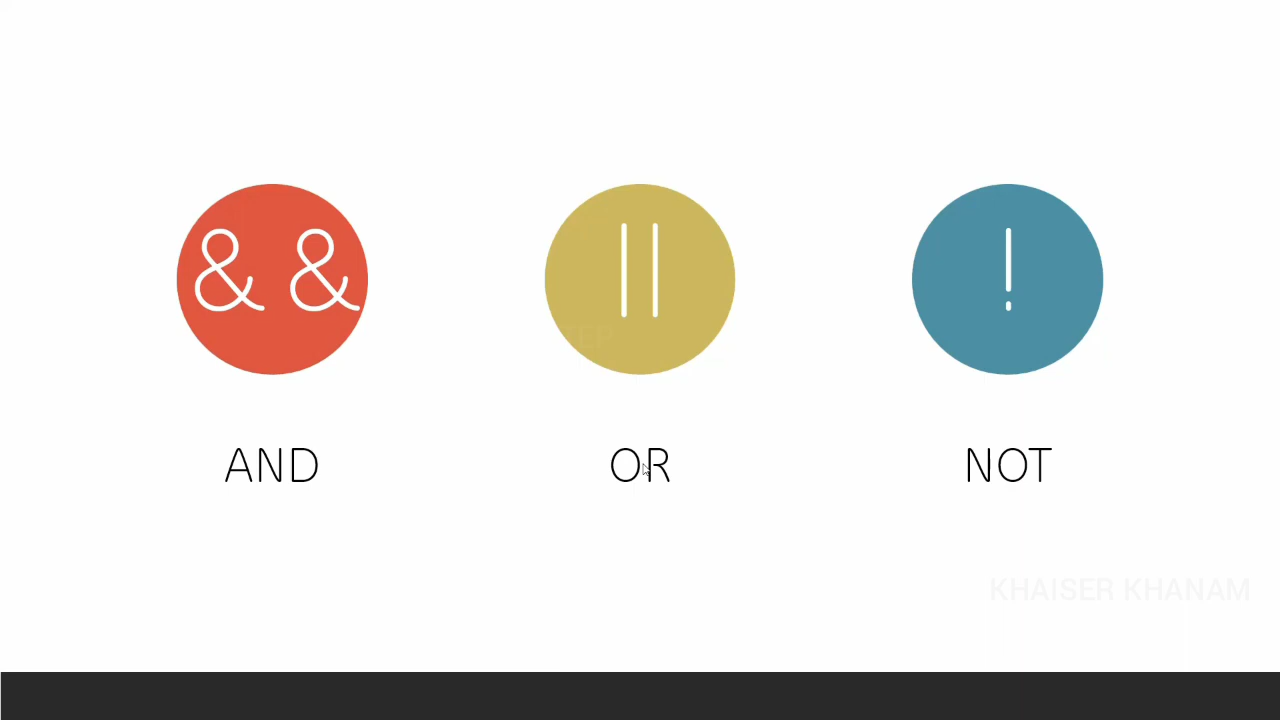 & &
||
!
AND
OR
NOT
KHAISER KHANAM